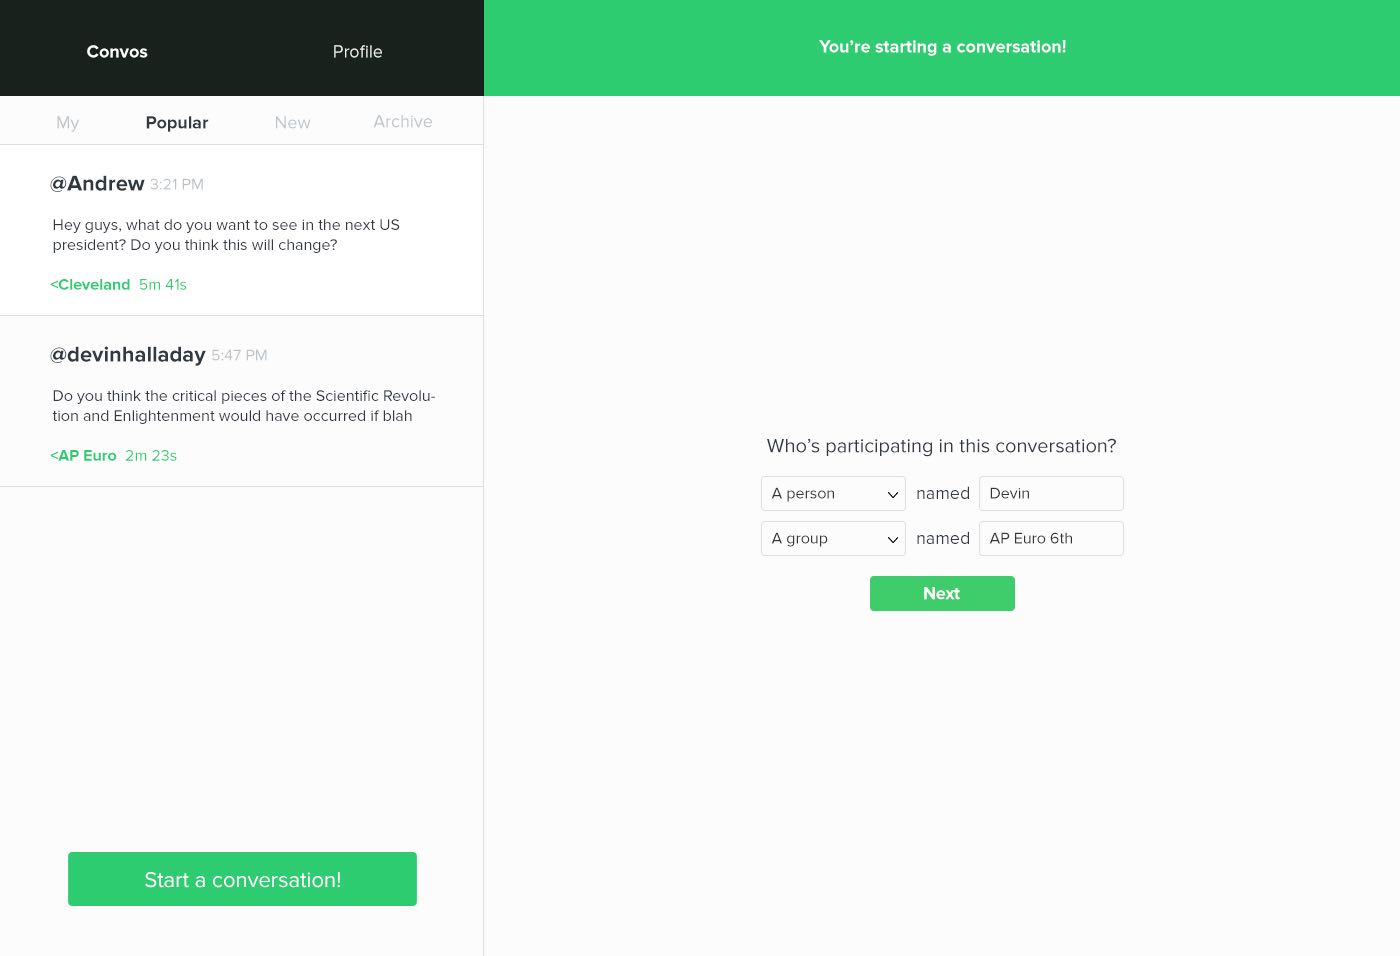 Convos
Profile
You're starting a conversation!
My
Popular
New
Archive
@Andrew 3:21 PM
Hey guys, what do you want to see in the next US
president? Do you think this will change?
<Cleveland 5m 41s
@devinhalladay 5:47 PM
Do you think the critical pieces of the Scientific Revolu-
tion and Enlightenment would have occurred if blah
<AP Euro 2m 23s
Start a conversation!
Who's participating in this conversation?
A person named Devin
A group named AP Euro 6th
Next